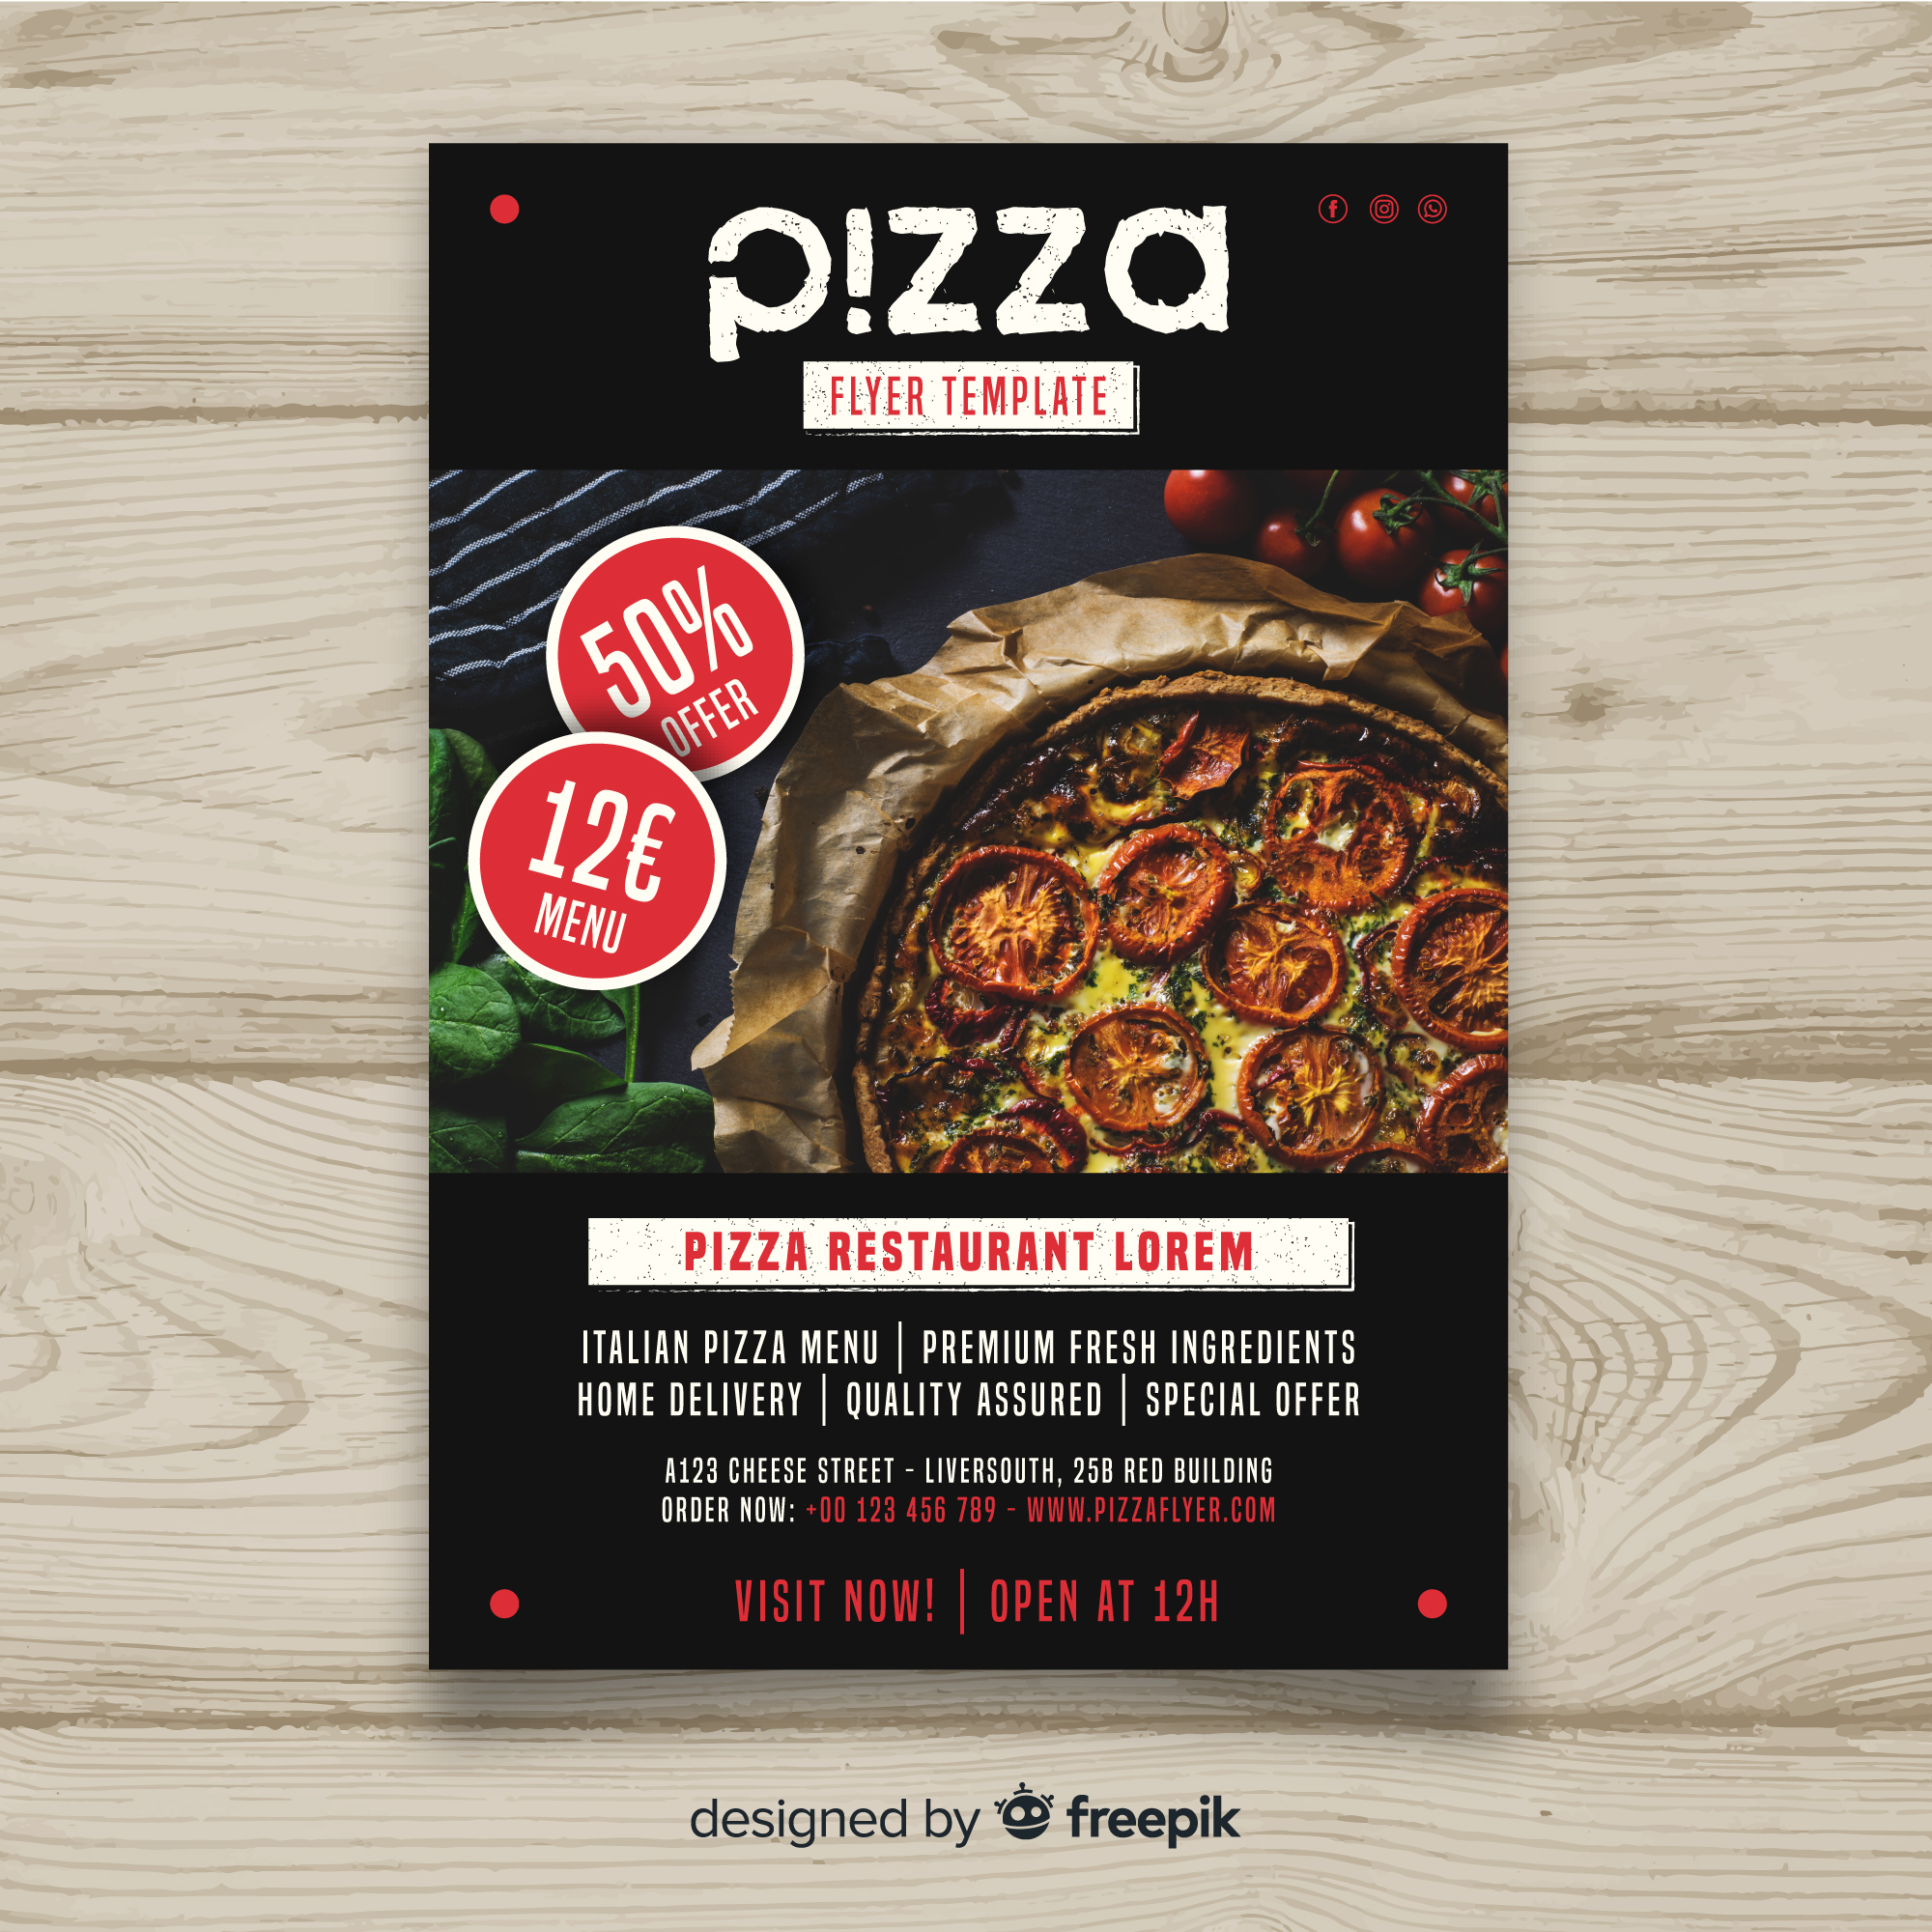 p!zza
FLYER TEMPLATE
50%
OFFER
12€
MENU
PIZZA RESTAURANT LOREM
ITALIAN PIZZA MENU | PREMIUM FRESH INGREDIENTS
HOME DELIVERY | QUALITY ASSURED | SPECIAL OFFER
A123 CHEESE STREET - LIVERSOUTH, 25B RED BUILDING
ORDER NOW: +00 123 456 789 - WWW.PIZZAFLYER.COM
VISIT NOW! | OPEN AT 12H
designed by freepik